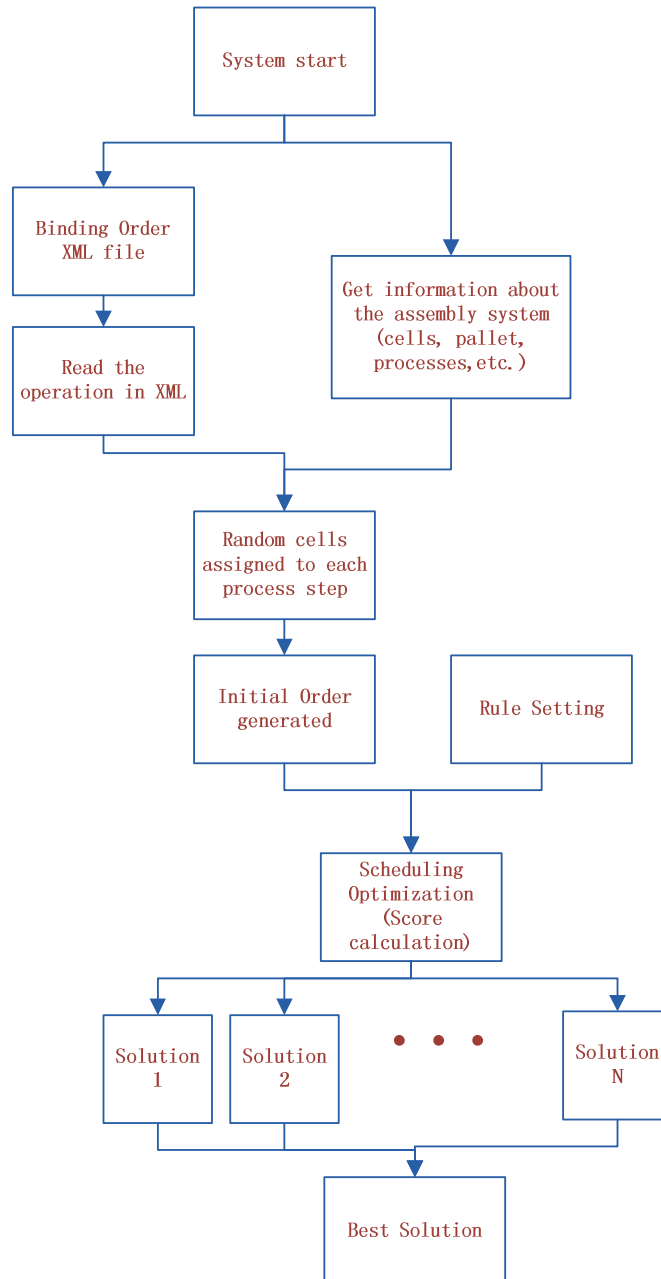 System start
Binding Order
XML file
Get information about
the assembly system
(cells, pallet,
processes,etc.)
Read the
operation in XML
Random cells
assigned to each
process step
Initial Order
generated
Rule Setting
Scheduling
Optimization
(Score
calculation)
Solution
1
Solution
2
• • •
Solution
N
Best Solution